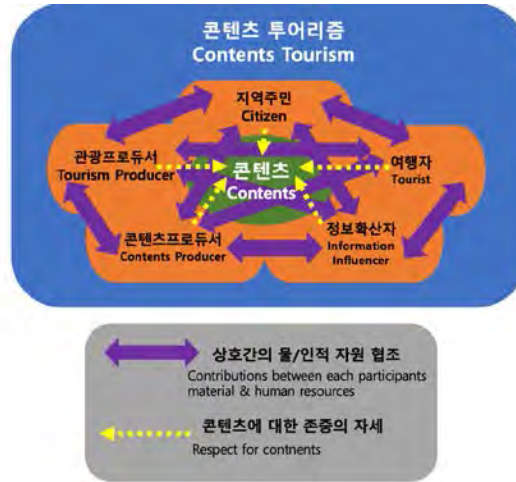 콘텐츠 투어리즘
Contents Tourism
지역주민
Citizen
관광프로듀서
Tourism Producer
콘텐츠
Contents
여행자
Tourist
콘텐츠프로듀서
Contents Producer
정보확산자
Information
Influencer
상호간의 물/인적 자원 협조
Contributions between each participants
material & human resources
콘텐츠에 대한 존중의 자세
Respect for contnents